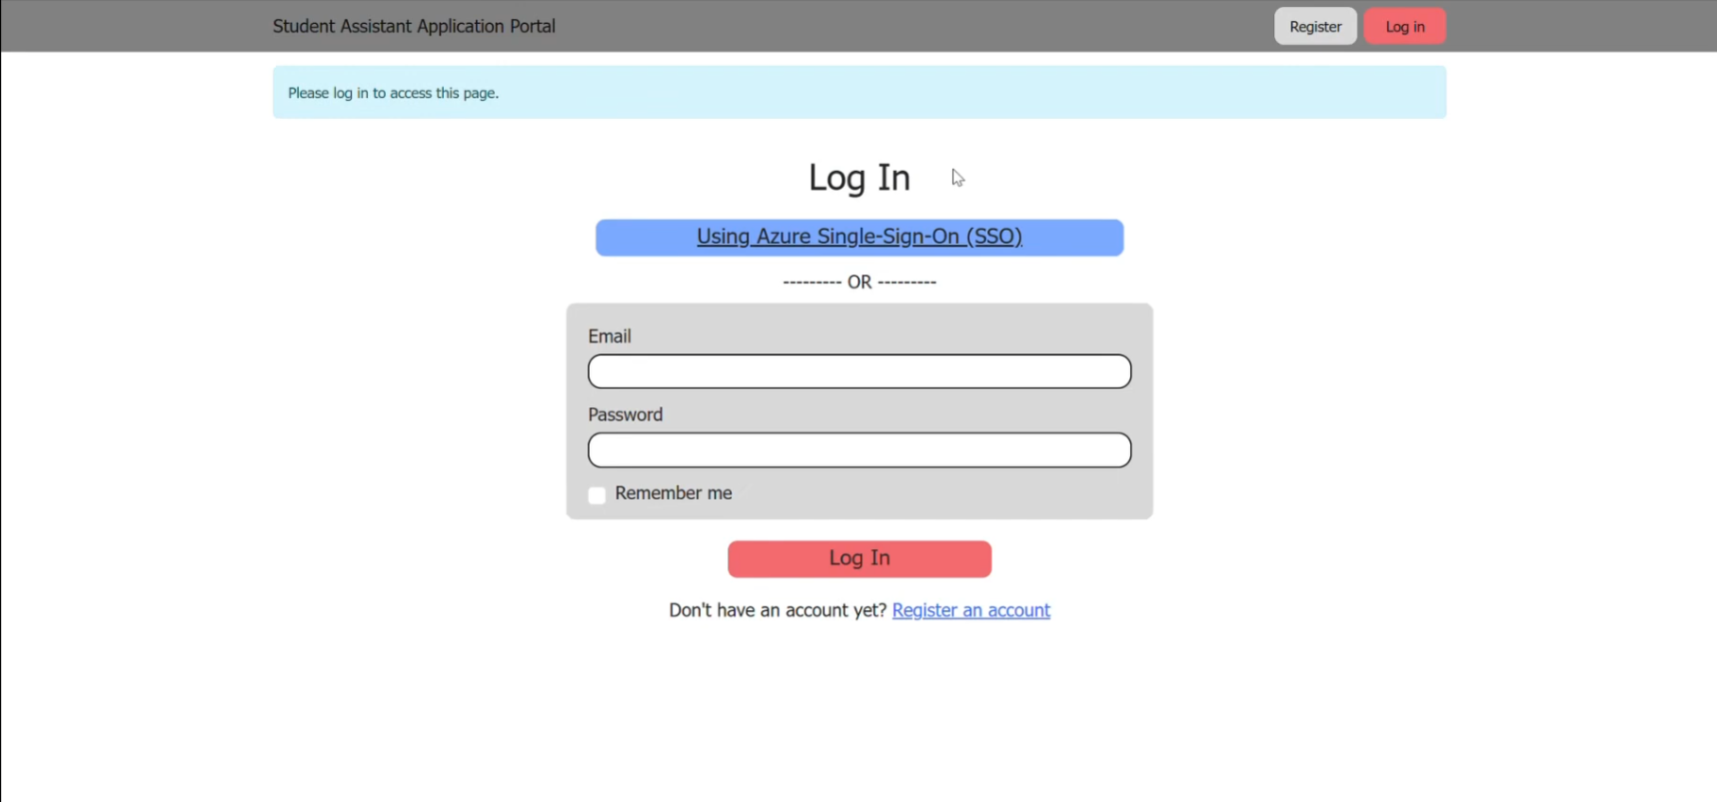 Student Assistant Application Portal
Register
Log in
Please log in to access this page.
Log In
Using Azure Single-Sign-On (SSO)
--------- OR ---------
Email
Password
Remember me
Log In
Don't have an account yet? Register an account